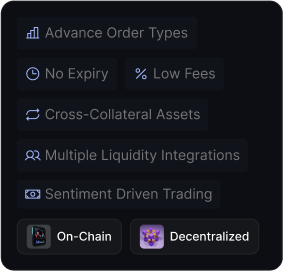 Advance Order Types
No Expiry Low Fees
Cross-Collateral Assets
Multiple Liquidity Integrations
Sentiment Driven Trading
On-Chain Decentralized